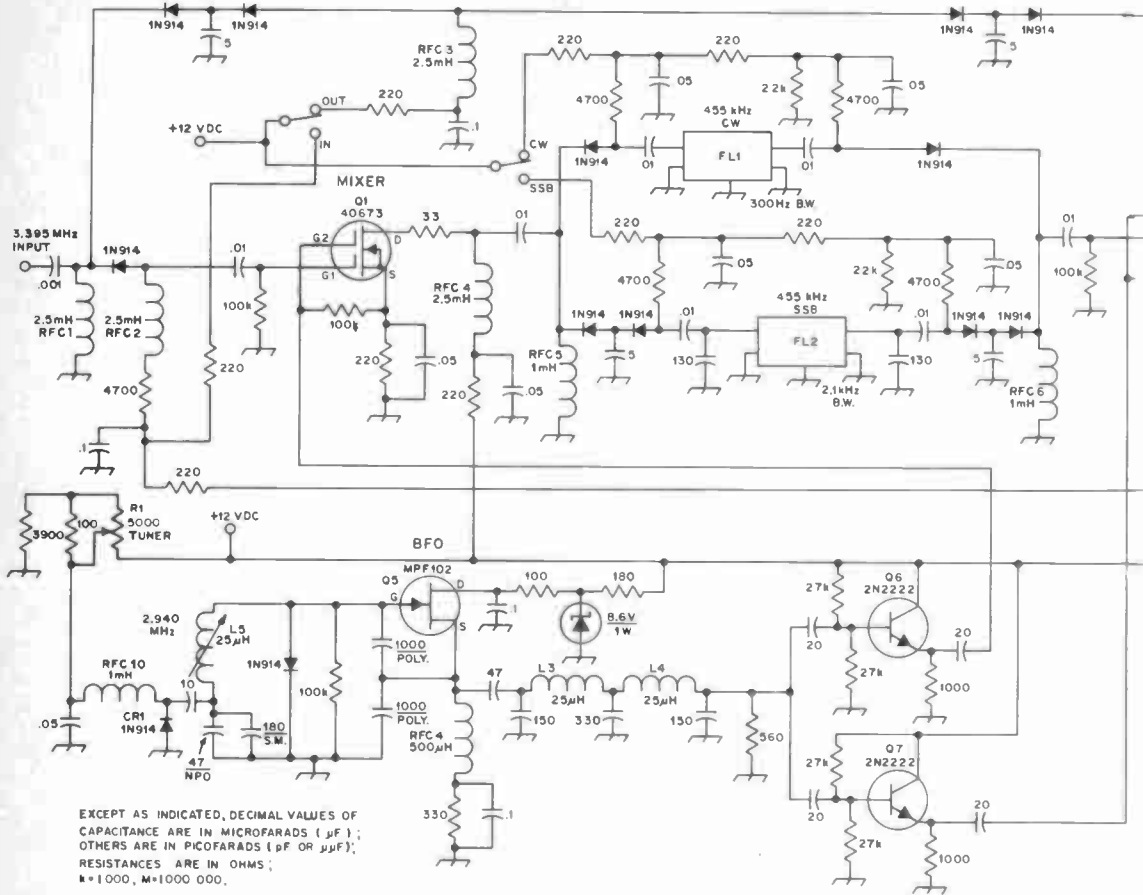 1N914 1N914 1N914 1N914
5 5
RFC 3
2.5mH
220 220
.05 .05
4700 22k 4700
OUT 220
+12 VDC
IN
.1
CW
455 kHz
CW
1N914 01 FL1 01 1N914
SSB
300Hz B.W.
MIXER
Q1
40673
G2 D 33
G1 S
01
3.395 MHz
INPUT
.001
1N914 .01
220 220
.05 .05
4700 22k 4700
01
100k
2.5mH
RFC1
2.5mH
RFC2
100k
100k
RFC 4
2.5mH
455 kHz
SSB
1N914 1N914 .01 FL2 .01 1N914 1N914
5 130 130 5
2.1kHz
B.W.
RFC 5
1mH
RFC 6
1mH
220 .05
220 .05
220
4700
.1
220
3900 100
R1
5000
TUNER
+12 VDC
BFO
MPF102
Q5 D
G S
100 180
.1
8.6V
1W
27k Q6
2N2222
20 20
27k 1000
2.940
MHz
L5
25µH
1N914 100k
1000
POLY.
1000
POLY.
RFC 10
1mH
10
.05
CR1
1N914
180
S.M.
47
NPO
47 L3
25µH
L4
25µH
150 330 150
560
RFC 4
500µH
330 .1
27k Q7
2N2222
20 20
27k 1000
EXCEPT AS INDICATED, DECIMAL VALUES OF
CAPACITANCE ARE IN MICROFARADS ( µF ) ;
OTHERS ARE IN PICOFARADS ( pF OR µµF);
RESISTANCES ARE IN OHMS ;
k=1000, M=1000 000.